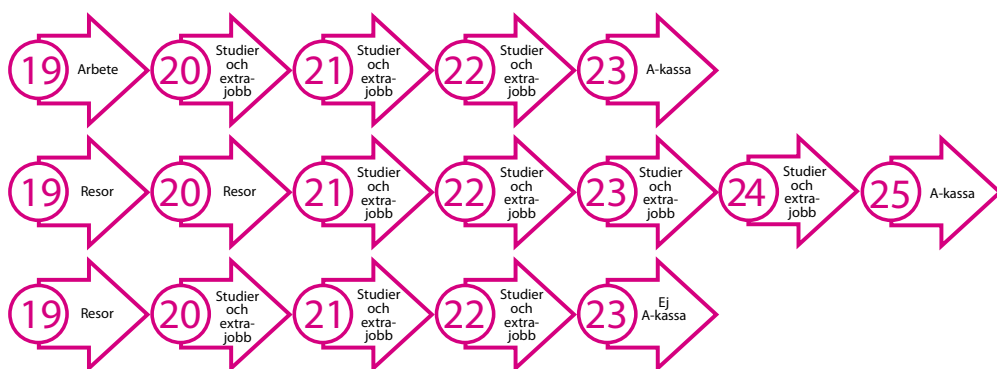 19 Arbete
20 Studier
och
extra-
jobb
21 Studier
och
extra-
jobb
22 Studier
och
extra-
jobb
23 A-kassa
19 Resor
20 Resor
21 Studier
och
extra-
jobb
22 Studier
och
extra-
jobb
23 Studier
och
extra-
jobb
24 Studier
och
extra-
jobb
25 A-kassa
19 Resor
20 Studier
och
extra-
jobb
21 Studier
och
extra-
jobb
22 Studier
och
extra-
jobb
23 Ej
A-kassa